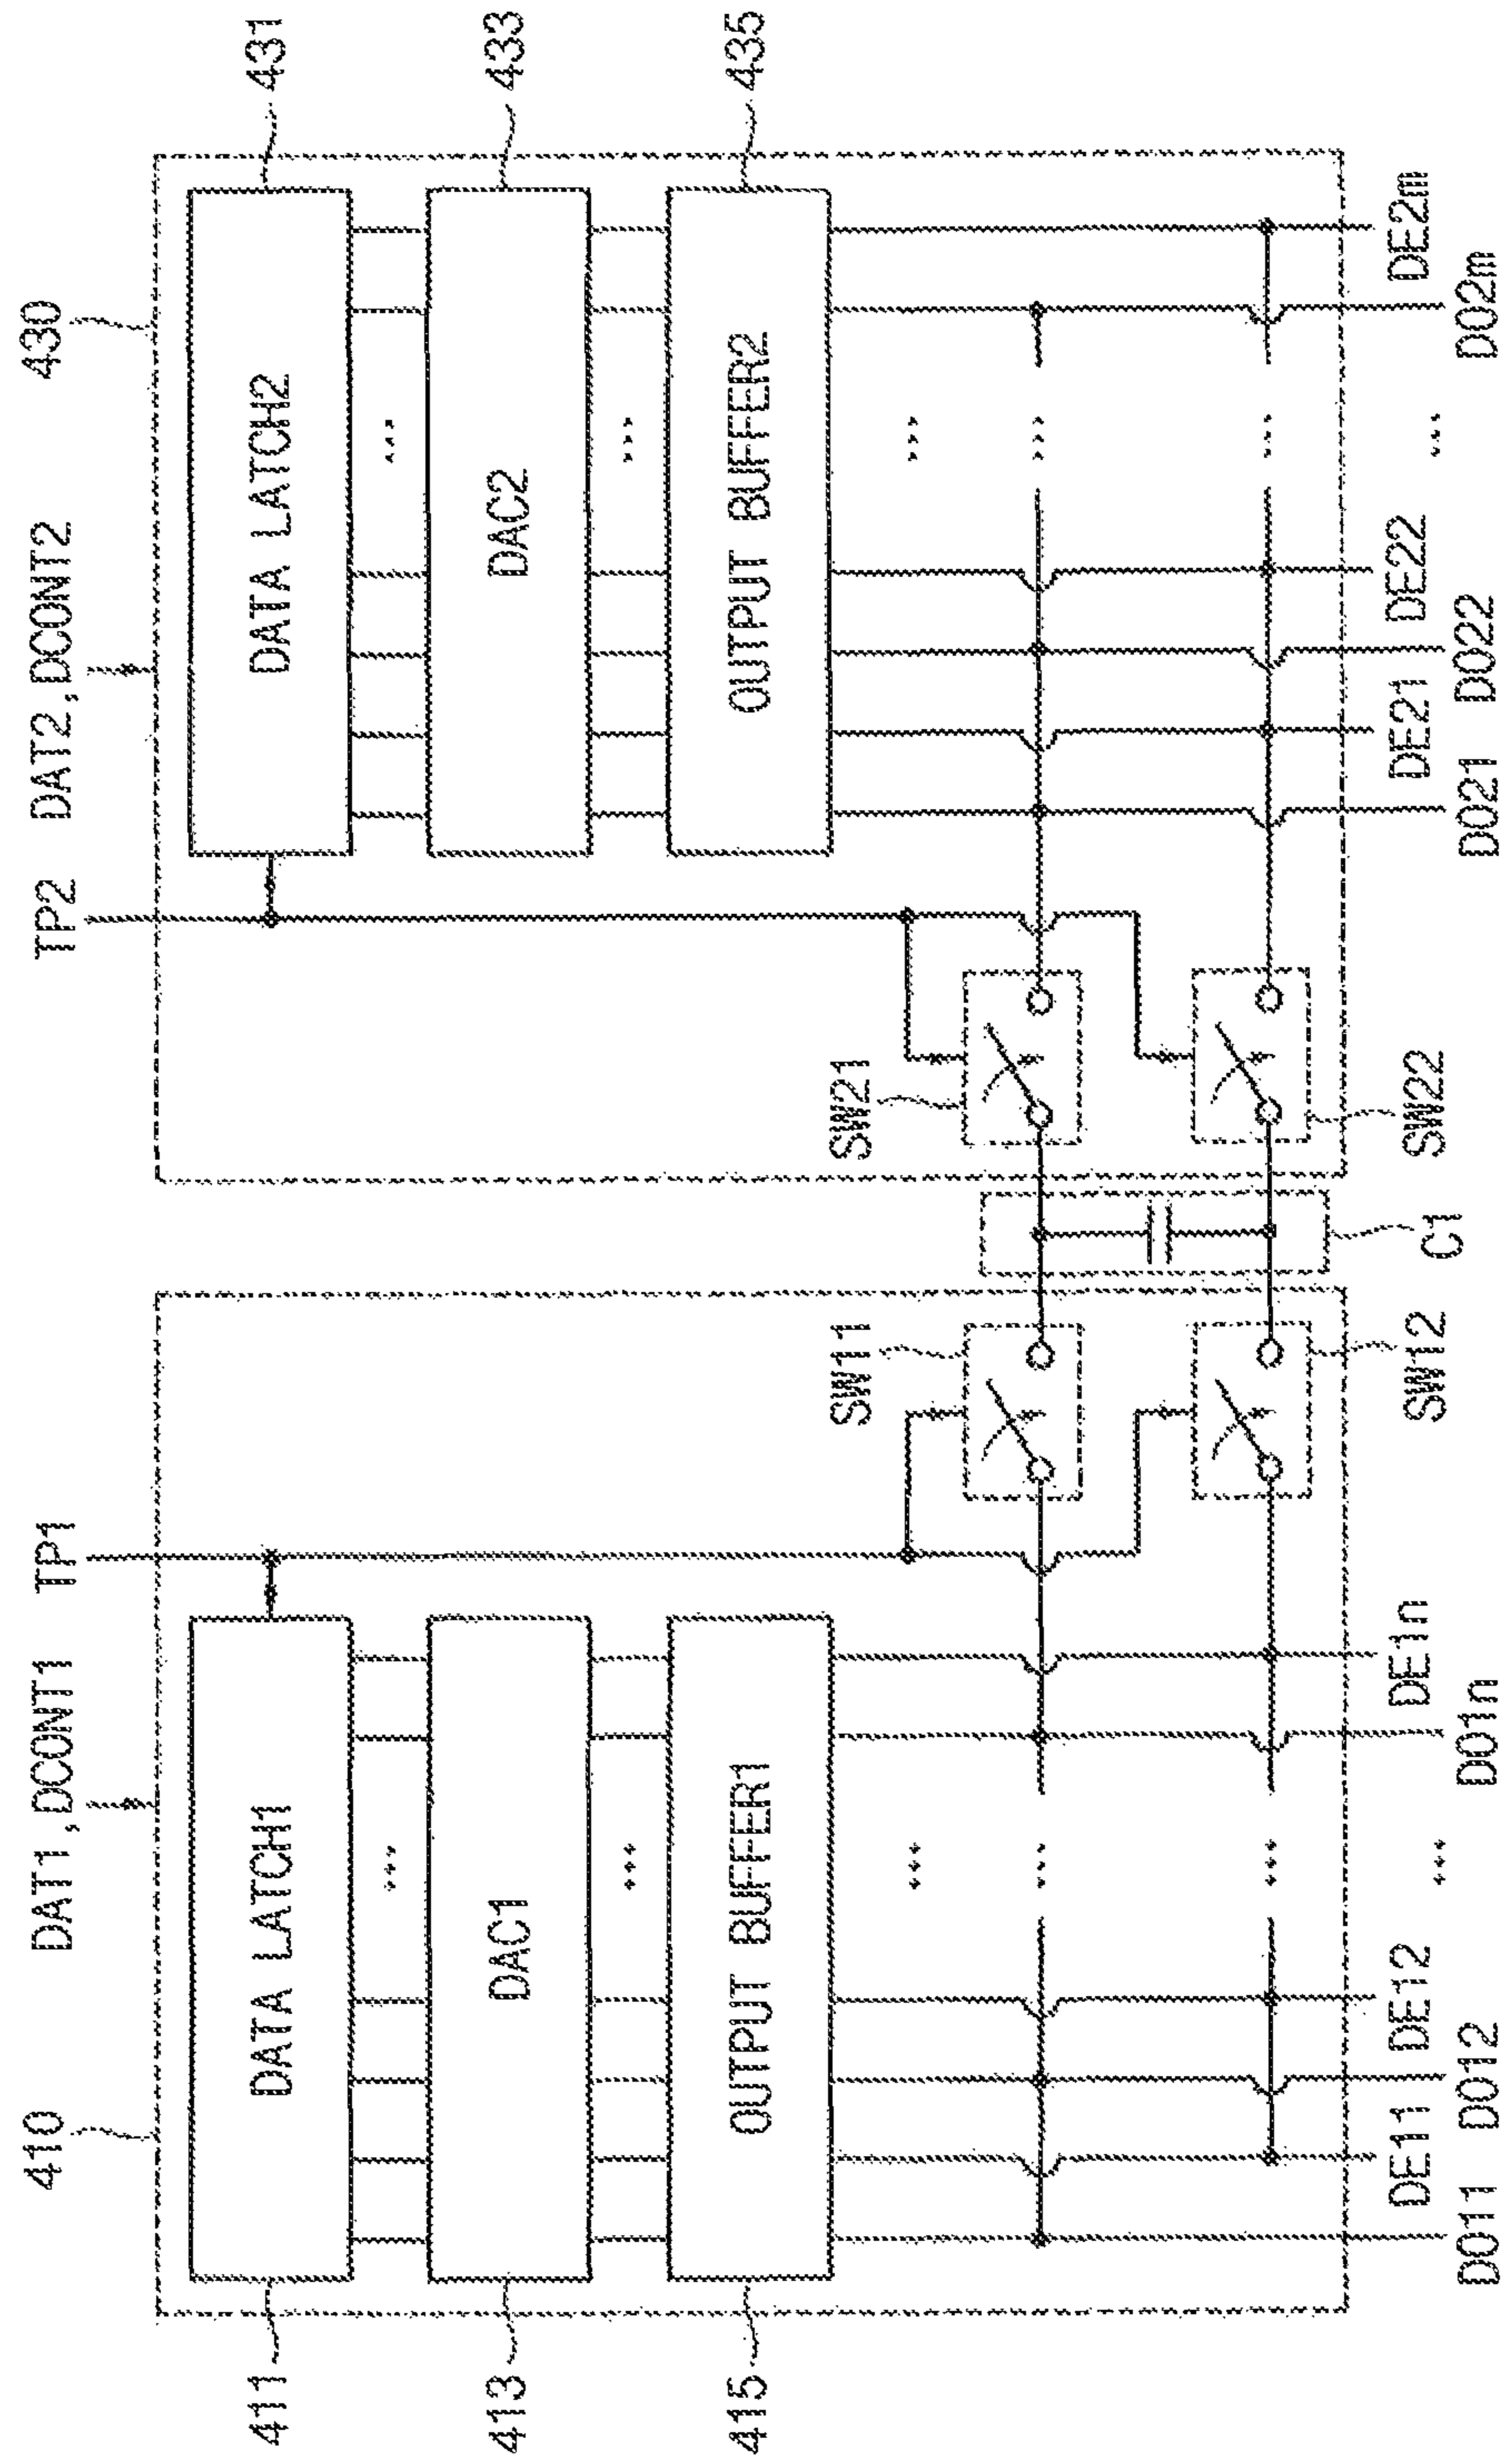 410
DAT1,DCONT1
TP1
TP2
DAT2,DCONT2
430
411
DATA LATCH1
DATA LATCH2
431
...
...
413
DAC1
DAC2
433
...
...
415
OUTPUT BUFFER1
OUTPUT BUFFER2
435
SW11
SW21
...
...
...
...
...
...
DE11
DE12
DE1n
SW12
C1
SW22
DE21
DE22
DE2m
...
...
DO11
DO12
DO1n
DO21
DO22
DO2m